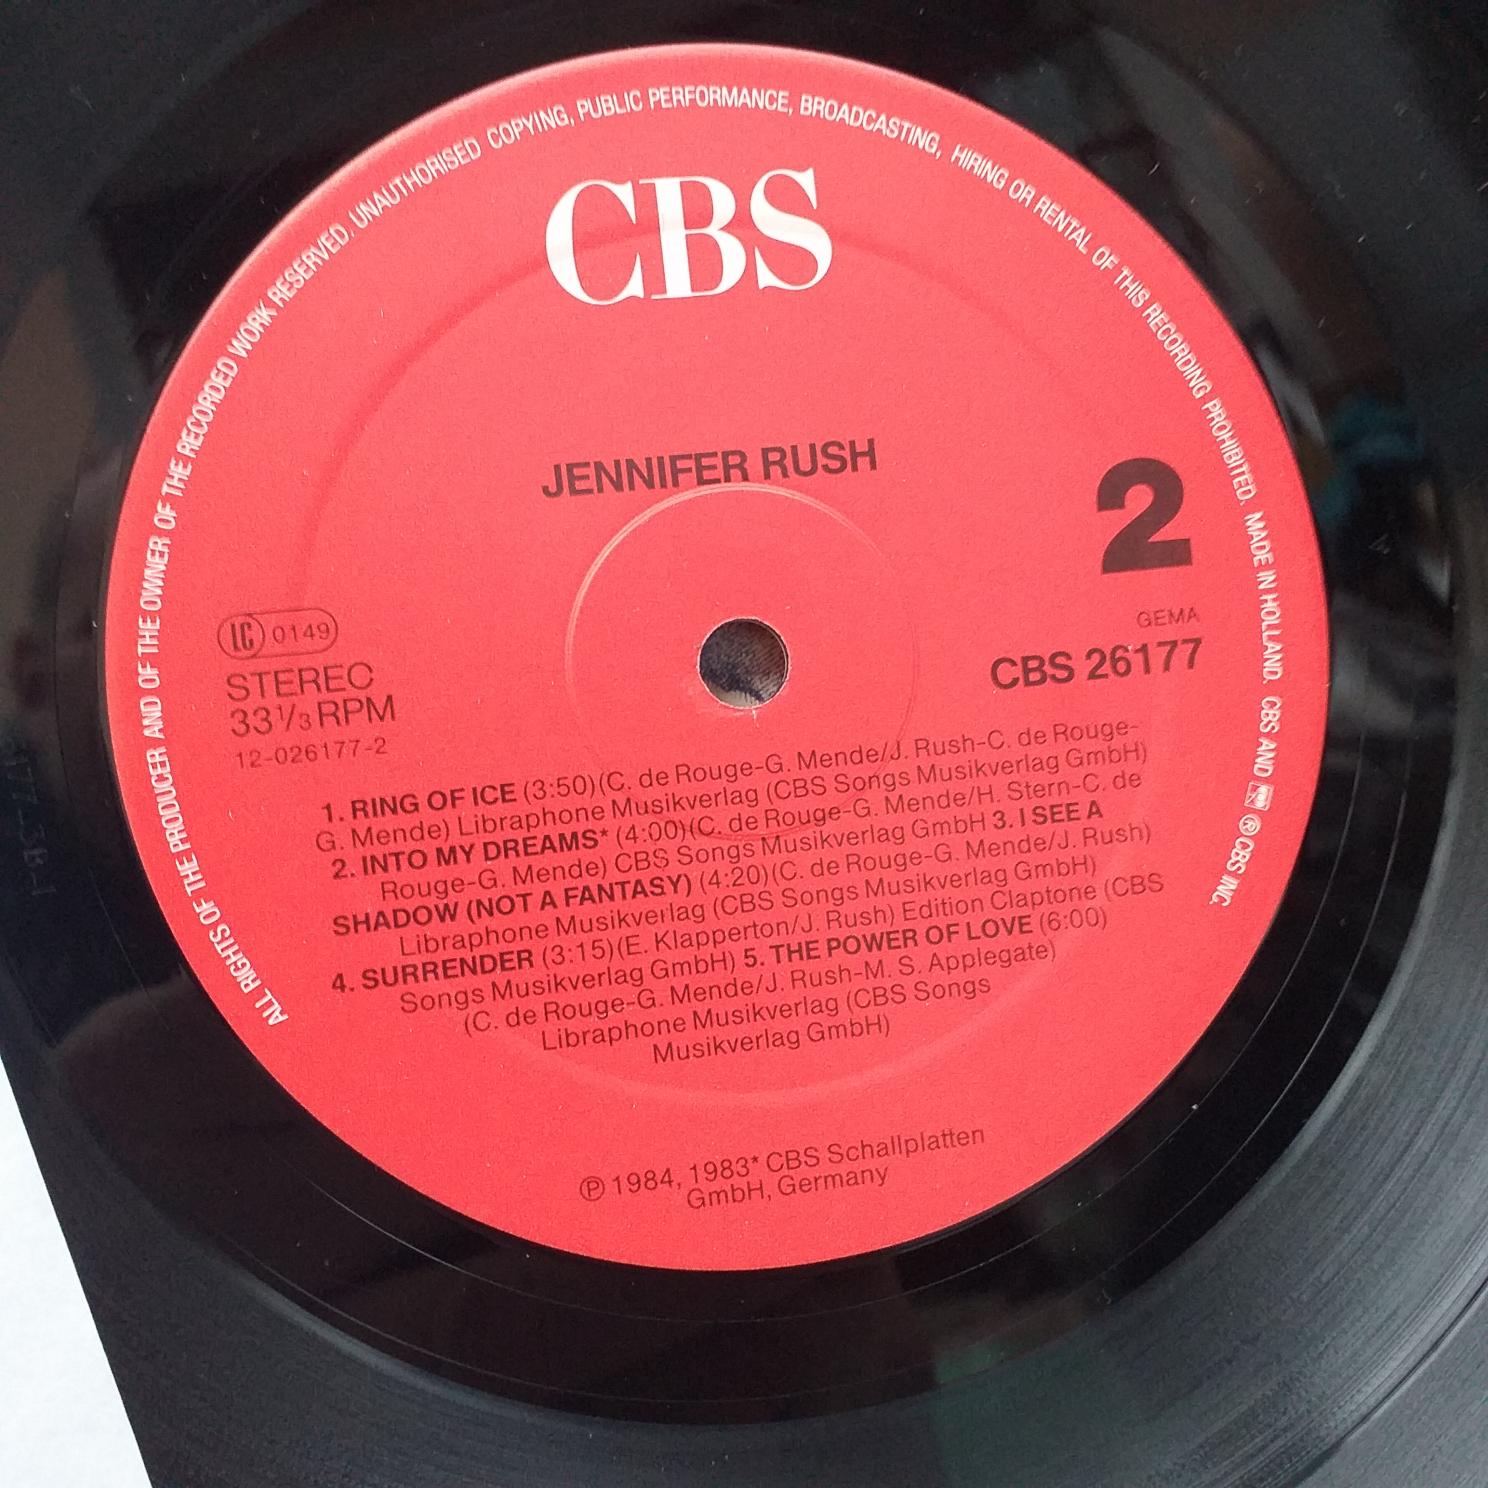 ALL RIGHTS OF THE PRODUCER AND OF THE OWNER OF THE RECORDED WORK RESERVED. UNAUTHORISED COPYING, PUBLIC PERFORMANCE, BROADCASTING, HIRING OR RENTAL OF THIS RECORDING PROHIBITED. MADE IN HOLLAND. CBS AND ℗ CBS INC.
CBS
JENNIFER RUSH
2
LC 0149
STEREO
33 1/3 RPM
12-026177-2
GEMA
CBS 26177
1. RING OF ICE (3:50)(C. de Rouge-G. Mende/J. Rush-C. de Rouge-
G. Mende) Libraphone Musikverlag (CBS Songs Musikverlag GmbH)
2. INTO MY DREAMS* (4:00)(C. de Rouge-G. Mende/H. Stern-C. de
Rouge-G. Mende) CBS Songs Musikverlag GmbH 3. I SEE A
SHADOW (NOT A FANTASY) (4:20)(C. de Rouge-G. Mende/J. Rush)
Libraphone Musikverlag (CBS Songs Musikverlag GmbH)
4. SURRENDER (3:15)(E. Klapperton/J. Rush) Edition Claptone (CBS
Songs Musikverlag GmbH) 5. THE POWER OF LOVE (6:00)
(C. de Rouge-G. Mende/J. Rush-M. S. Applegate)
Libraphone Musikverlag (CBS Songs
Musikverlag GmbH)
℗ 1984, 1983* CBS Schallplatten
GmbH, Germany